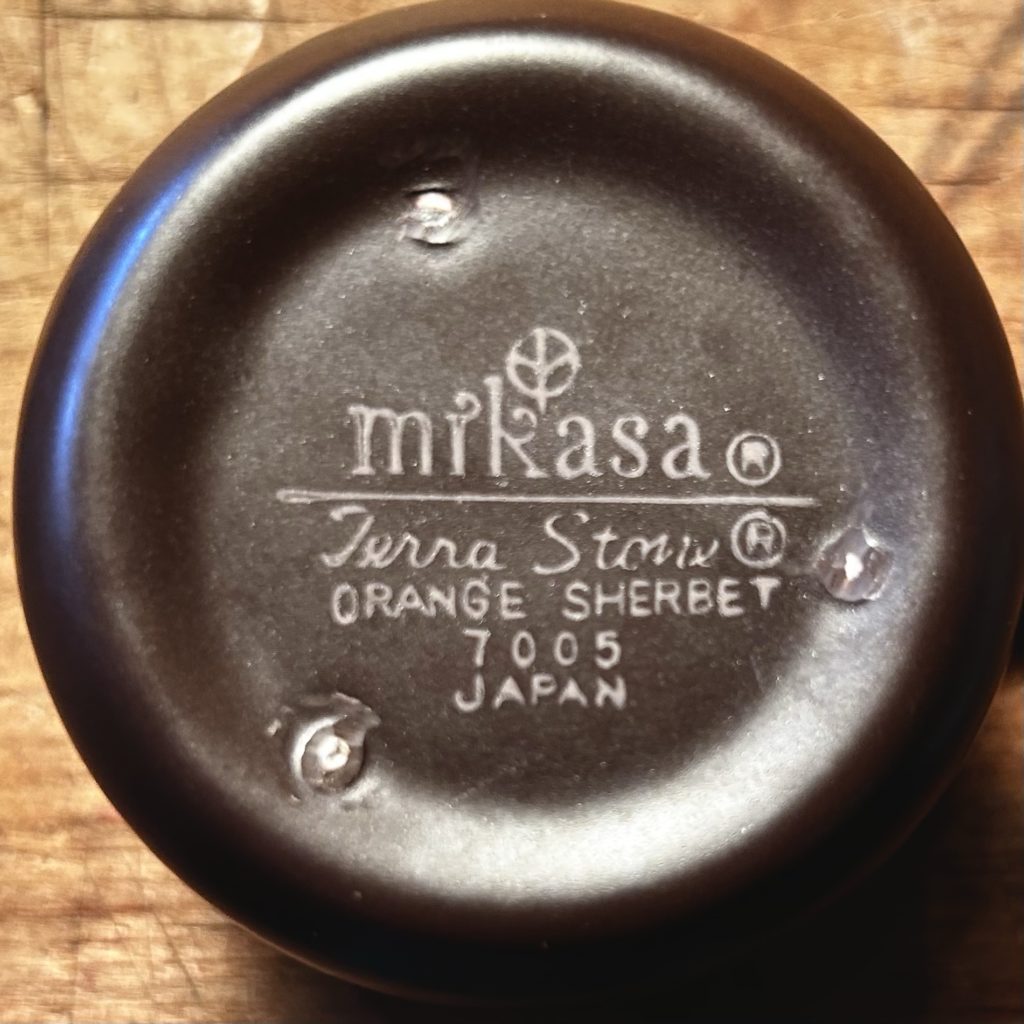 mikasa ®
Terra Stone ®
ORANGE SHERBET
7005
JAPAN